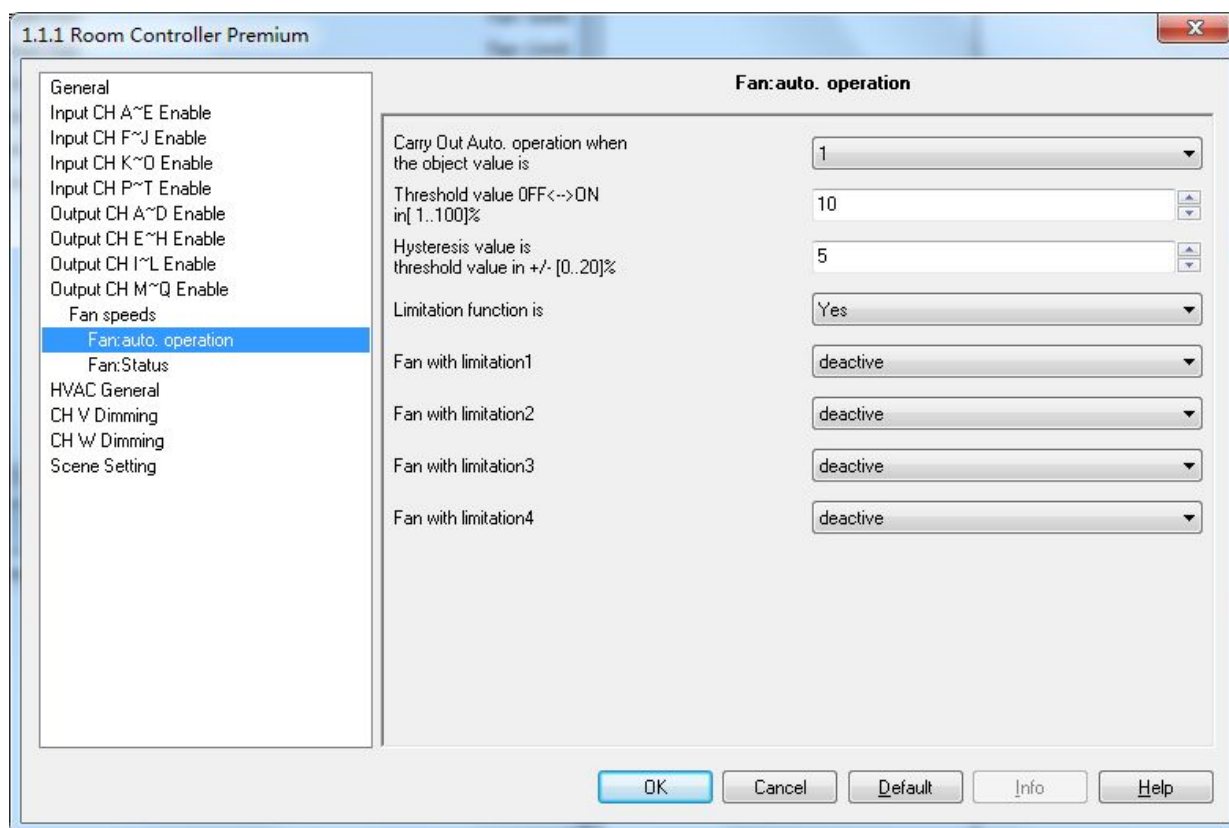 1.1.1 Room Controller Premium
General
Input CH A~E Enable
Input CH F~J Enable
Input CH K~O Enable
Input CH P~T Enable
Output CH A~D Enable
Output CH E~H Enable
Output CH I~L Enable
Output CH M~Q Enable
Fan speeds
Fan:auto. operation
Fan:Status
HVAC General
CH V Dimming
CH W Dimming
Scene Setting
Fan:auto. operation
Carry Out Auto. operation when
the object value is
1
Threshold value 0FF<-->ON
in[ 1..100]%
10
Hysteresis value is
threshold value in +/- [0..20]%
5
Limitation function is
Yes
Fan with limitation1
deactive
Fan with limitation2
deactive
Fan with limitation3
deactive
Fan with limitation4
deactive
OK
Cancel
Default
Info
Help